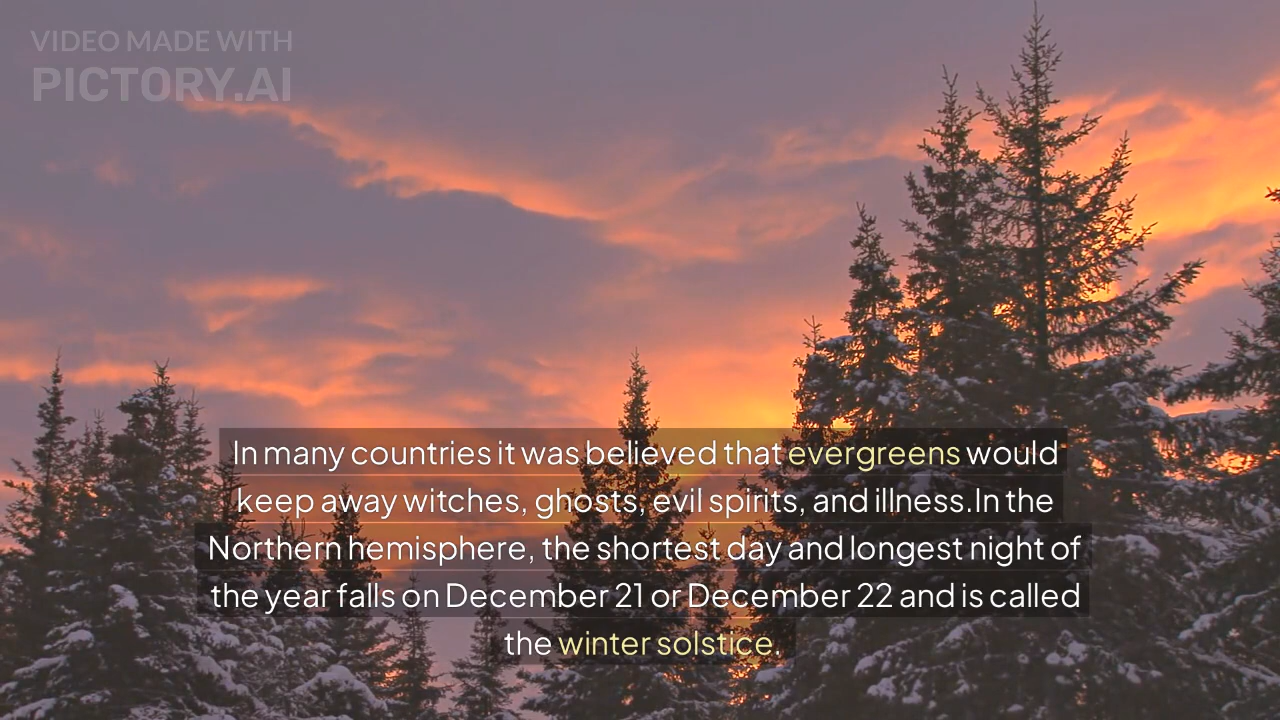 VIDEO MADE WITH
PICTORY.AI
In many countries it was believed that evergreens would
keep away witches, ghosts, evil spirits, and illness.In the
Northern hemisphere, the shortest day and longest night of
the year falls on December 21 or December 22 and is called
the winter solstice.